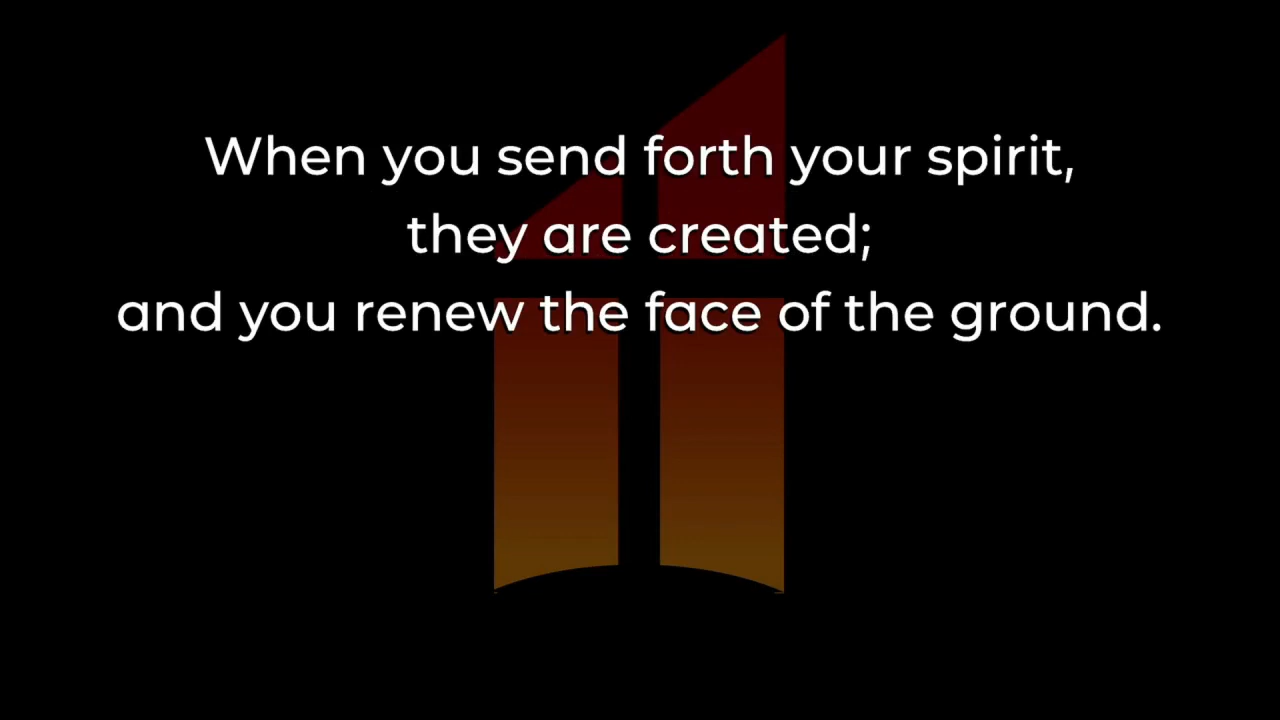 When you send forth your spirit,
they are created;
and you renew the face of the ground.